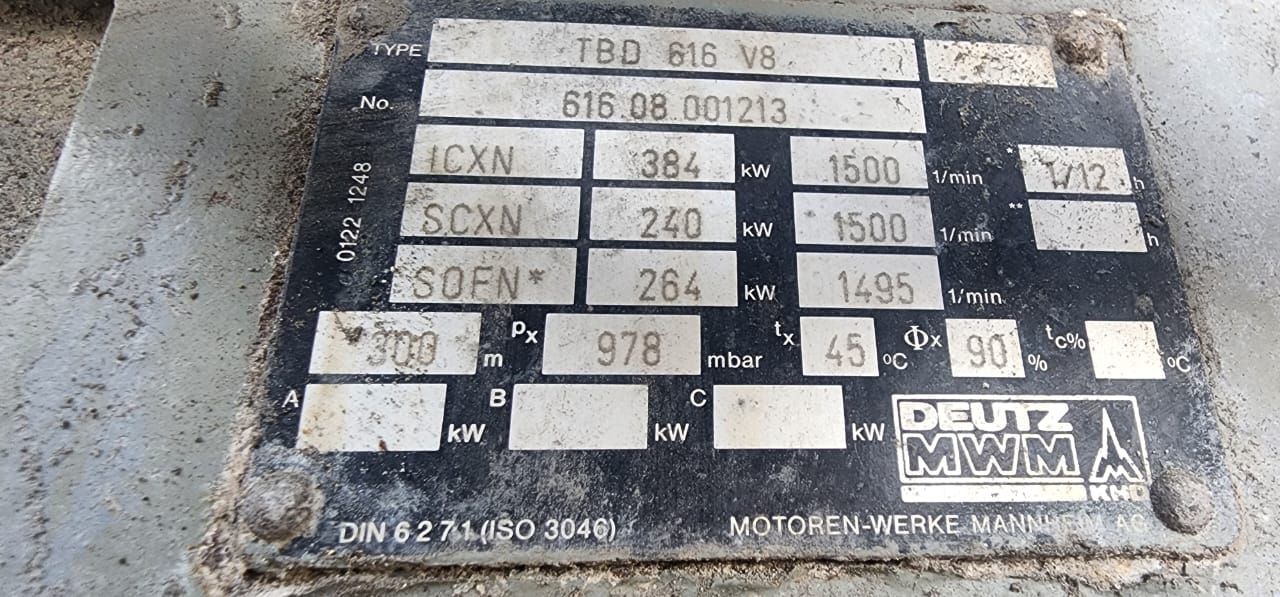 TYPE TBD 616 V8
No. 616.08.001213
0122 1248
ICXN 384 kW 1500 1/min * 1/12 h
SCXN 240 kW 1500 1/min ** h
SOFN* 264 kW 1495 1/min
300 m px 978 mbar tx 45 °C Φx 90 % tc% °C
A kW B kW C kW
DEUTZ
MWM
KHD
DIN 6271 (ISO 3046) MOTOREN-WERKE MANNHEIM AG